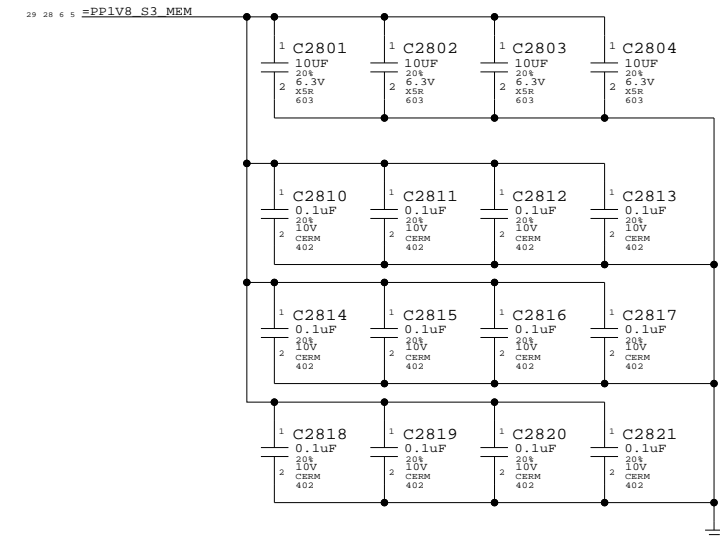 29 28 6 5 =PP1V8_S3_MEM
1 C2801 1 C2802 1 C2803 1 C2804
10UF 10UF 10UF 10UF
20% 20% 20% 20%
2 6.3V 2 6.3V 2 6.3V 2 6.3V
X5R X5R X5R X5R
603 603 603 603
1 C2810 1 C2811 1 C2812 1 C2813
0.1uF 0.1uF 0.1uF 0.1uF
20% 20% 20% 20%
2 10V 2 10V 2 10V 2 10V
CERM CERM CERM CERM
402 402 402 402
1 C2814 1 C2815 1 C2816 1 C2817
0.1uF 0.1uF 0.1uF 0.1uF
20% 20% 20% 20%
2 10V 2 10V 2 10V 2 10V
CERM CERM CERM CERM
402 402 402 402
1 C2818 1 C2819 1 C2820 1 C2821
0.1uF 0.1uF 0.1uF 0.1uF
20% 20% 20% 20%
2 10V 2 10V 2 10V 2 10V
CERM CERM CERM CERM
402 402 402 402